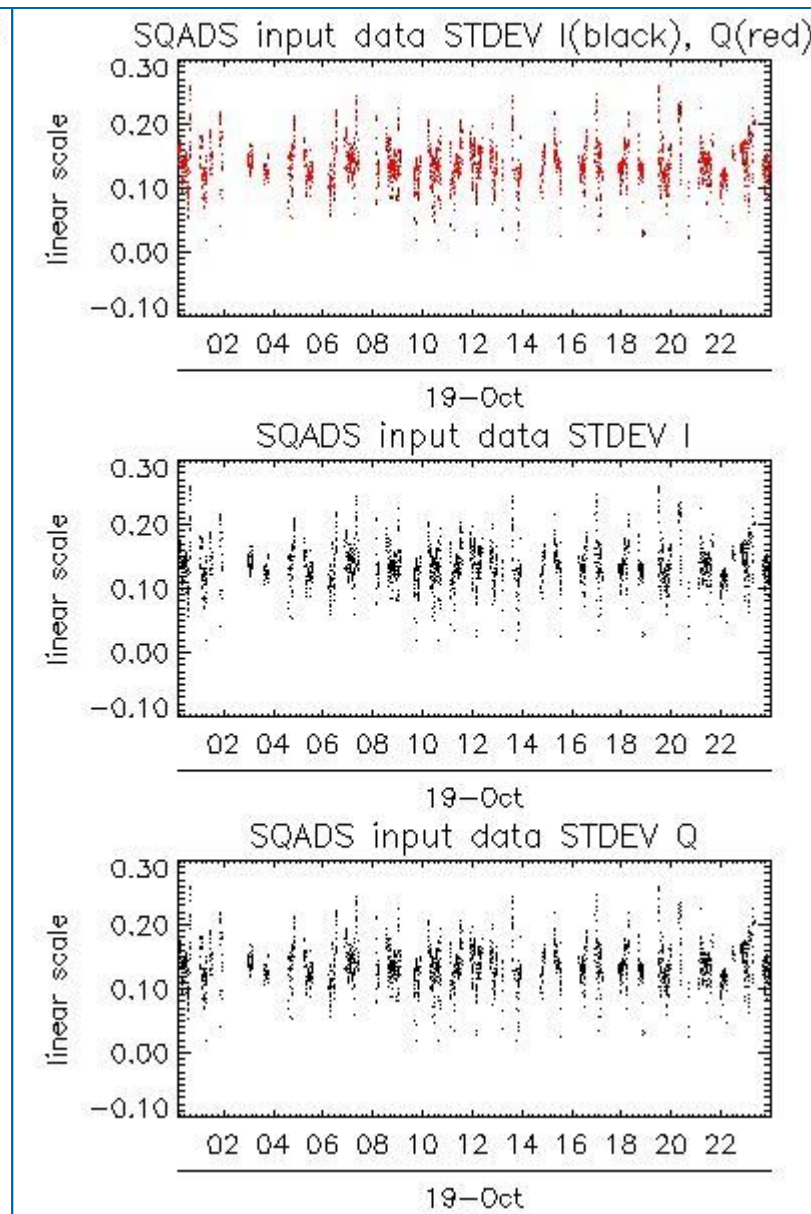 SQADS input data STDEV I(black), Q(red)
0.30
0.20
0.10
0.00
-0.10
linear scale
02 04 06 08 10 12 14 16 18 20 22
19-Oct
SQADS input data STDEV I
0.30
0.20
0.10
0.00
-0.10
linear scale
02 04 06 08 10 12 14 16 18 20 22
19-Oct
SQADS input data STDEV Q
0.30
0.20
0.10
0.00
-0.10
linear scale
02 04 06 08 10 12 14 16 18 20 22
19-Oct